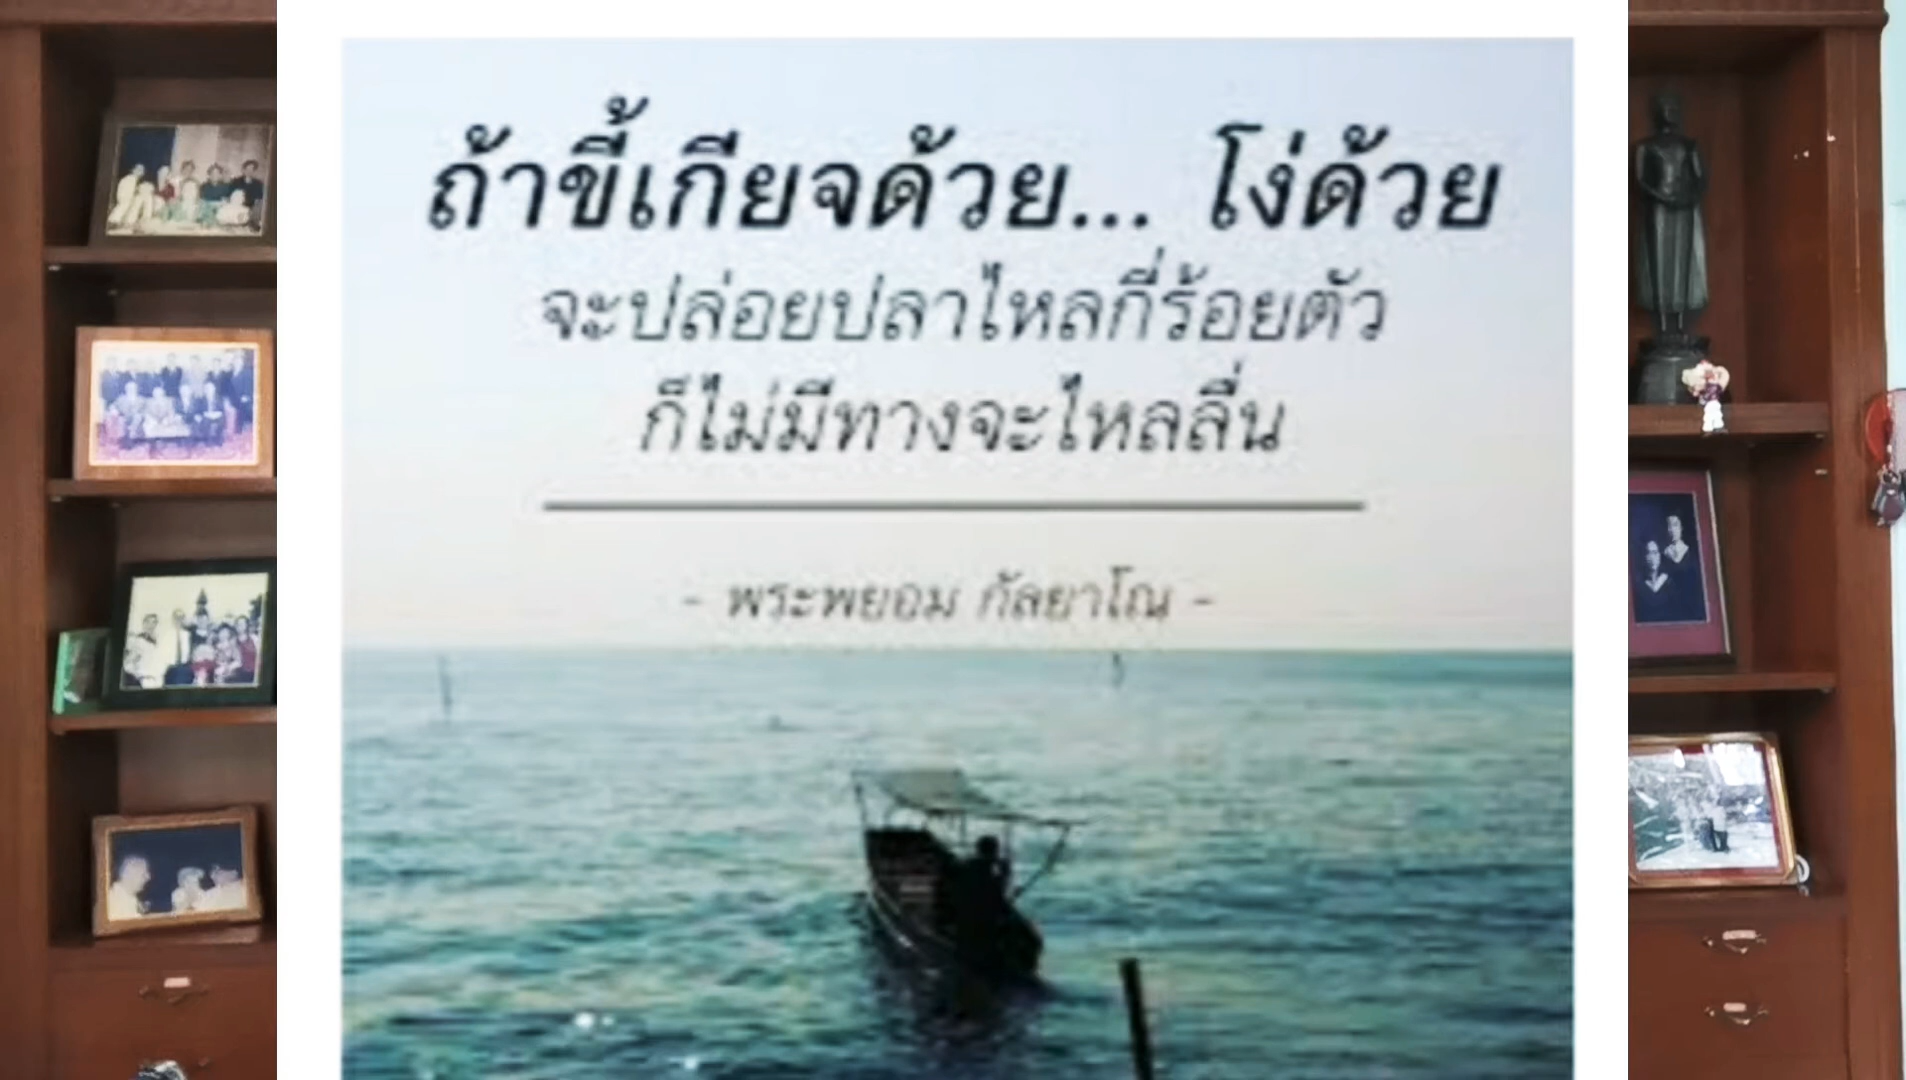 ถ้าขี้เกียจด้วย... โง่ด้วย
จะปล่อยปลาไหลกี่ร้อยตัว
ก็ไม่มีทางจะไหลลื่น
- พระพยอม กัลยาโณ -